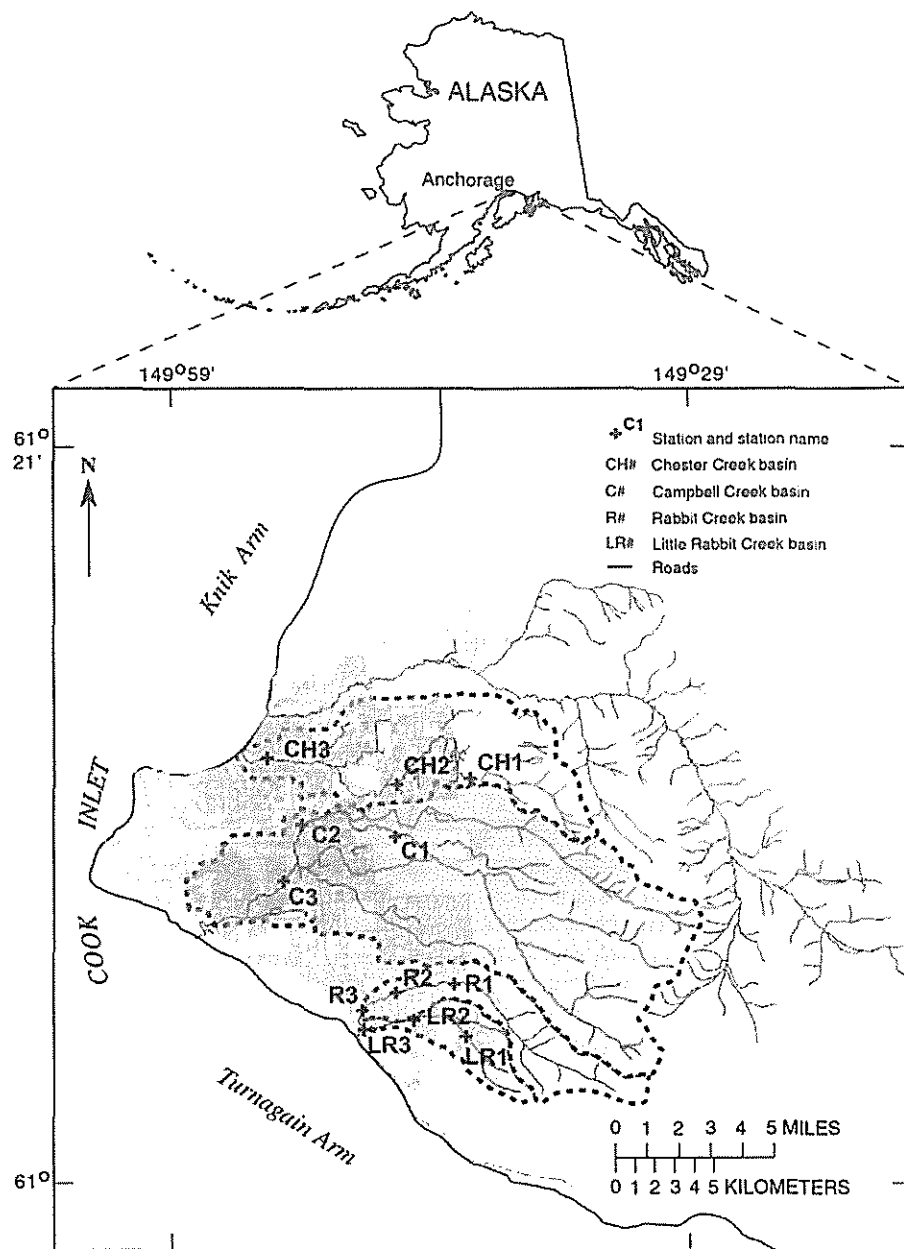 ALASKA
Anchorage
149°59'
149°29'
61°
21'
N
C1
Station and station name
CH# Chester Creek basin
C# Campbell Creek basin
R# Rabbit Creek basin
LR# Little Rabbit Creek basin
Roads
Knik Arm
CH3
CH2
CH1
COOK INLET
C2
C1
C3
R3
R2
R1
LR2
LR3
LR1
Turnagain Arm
0 1 2 3 4 5 MILES
61°
0 1 2 3 4 5 KILOMETERS